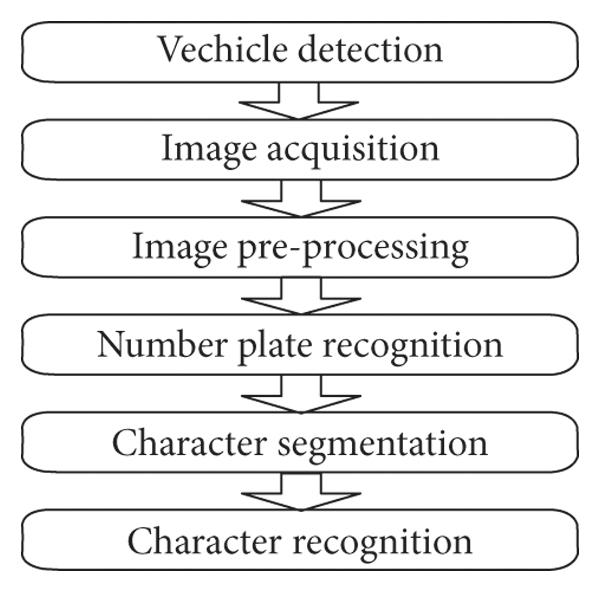 Vechicle detection
Image acquisition
Image pre-processing
Number plate recognition
Character segmentation
Character recognition